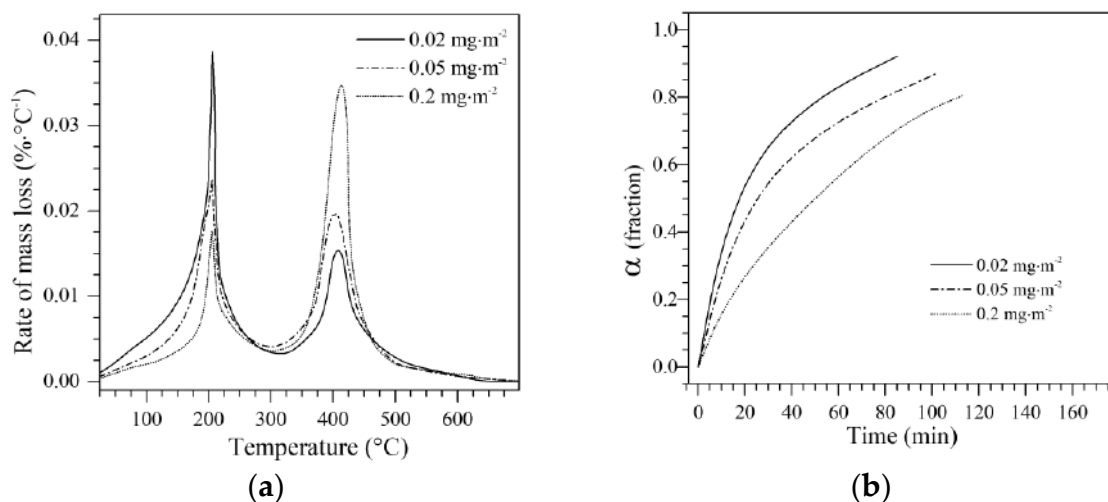 0.04
0.03
0.02
0.01
0.00
Rate of mass loss (%·°C⁻¹)
0.02 mg·m⁻²
0.05 mg·m⁻²
0.2 mg·m⁻²
100 200 300 400 500 600
Temperature (°C)
(a)
1.0
0.8
0.6
0.4
0.2
0.0
α (fraction)
0.02 mg·m⁻²
0.05 mg·m⁻²
0.2 mg·m⁻²
0 20 40 60 80 100 120 140 160
Time (min)
(b)